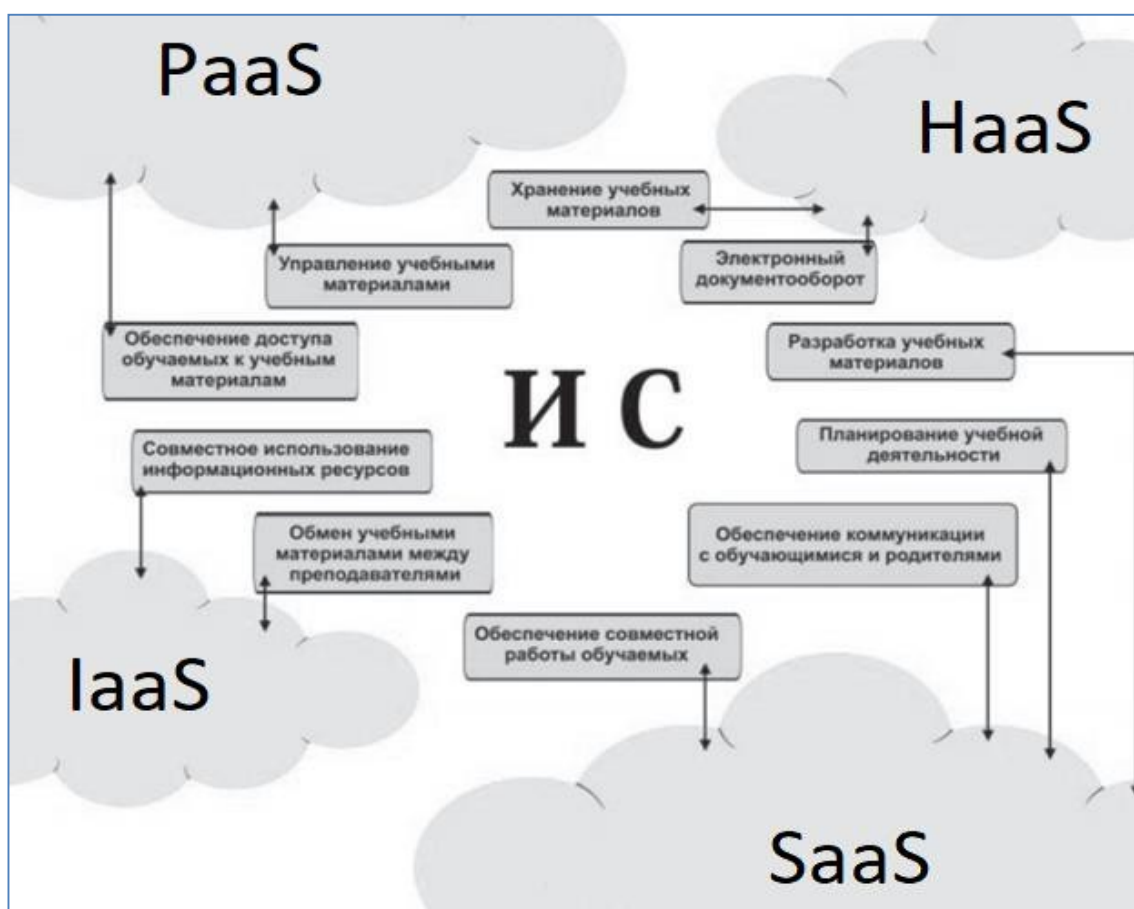 PaaS
HaaS
Хранение учебных
материалов
Управление учебными
материалами
Электронный
документооборот
Обеспечение доступа
обучаемых к учебным
материалам
Разработка учебных
материалов
И С
Совместное использование
информационных ресурсов
Планирование учебной
деятельности
Обмен учебными
материалами между
преподавателями
Обеспечение коммуникации
с обучающимися и родителями
Обеспечение совместной
работы обучаемых
IaaS
SaaS